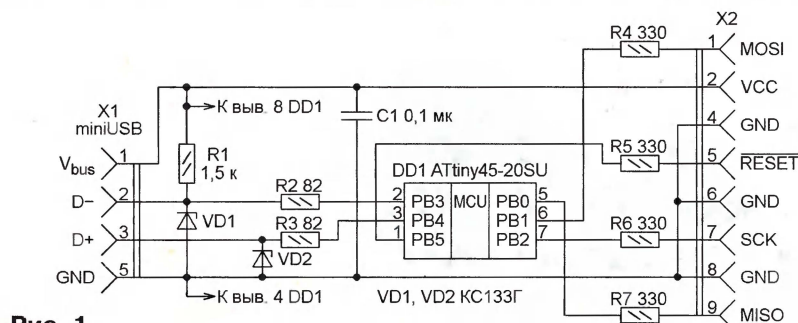 R4 330
X2
1 MOSI
2 VCC
К выв. 8 DD1
C1 0,1 мк
4 GND
X1
miniUSB
R1
1,5 к
R5 330
5 RESET
Vbus 1
DD1 ATtiny45-20SU
D– 2
R2 82
2 PB3 MCU PB0 5
6 GND
3 PB4 PB1 6
R3 82
VD1
1 PB5 PB2 7
R6 330
7 SCK
D+ 3
VD2
GND 5
8 GND
К выв. 4 DD1
VD1, VD2 КС133Г
R7 330
9 MISO
Рис. 1